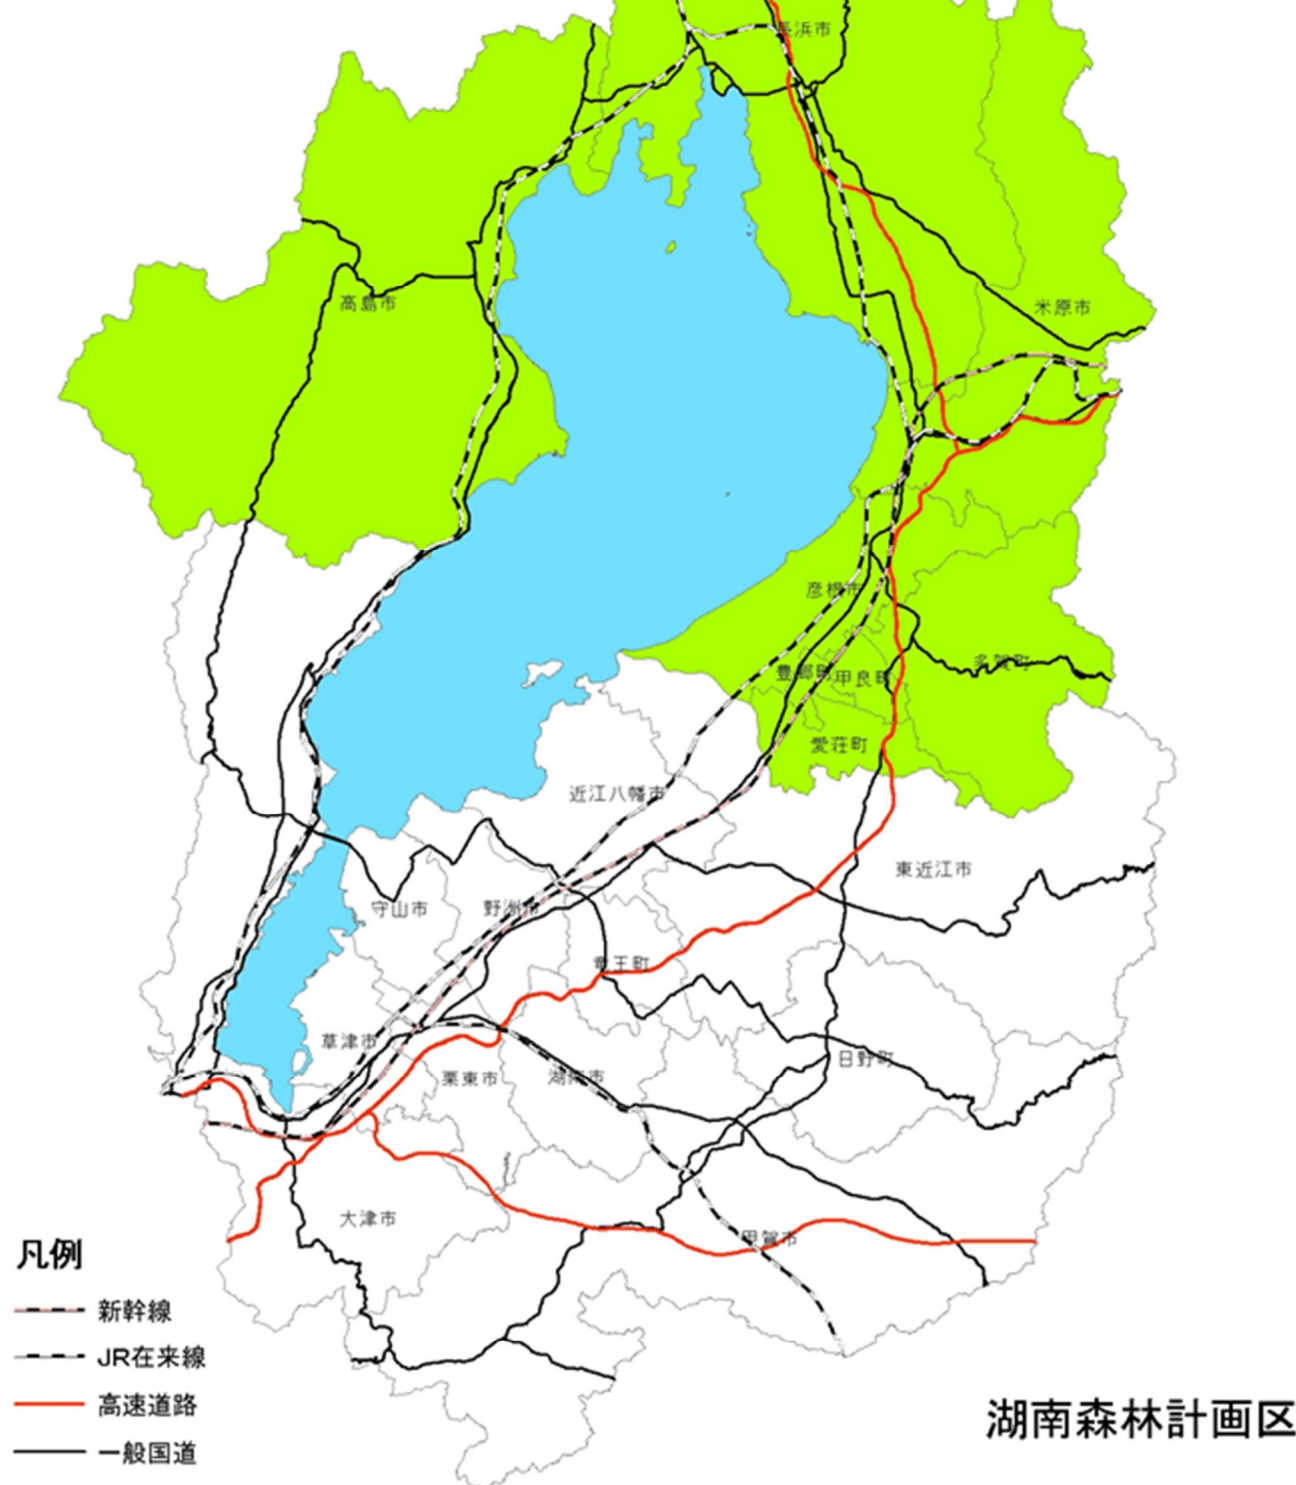 長浜市
高島市
米原市
彦根市
多賀町
豊郷町
甲良町
愛荘町
近江八幡市
東近江市
守山市
野洲市
竜王町
草津市
日野町
栗東市
湖南市
大津市
甲賀市
凡例
新幹線
JR在来線
高速道路
一般国道
湖南森林計画区